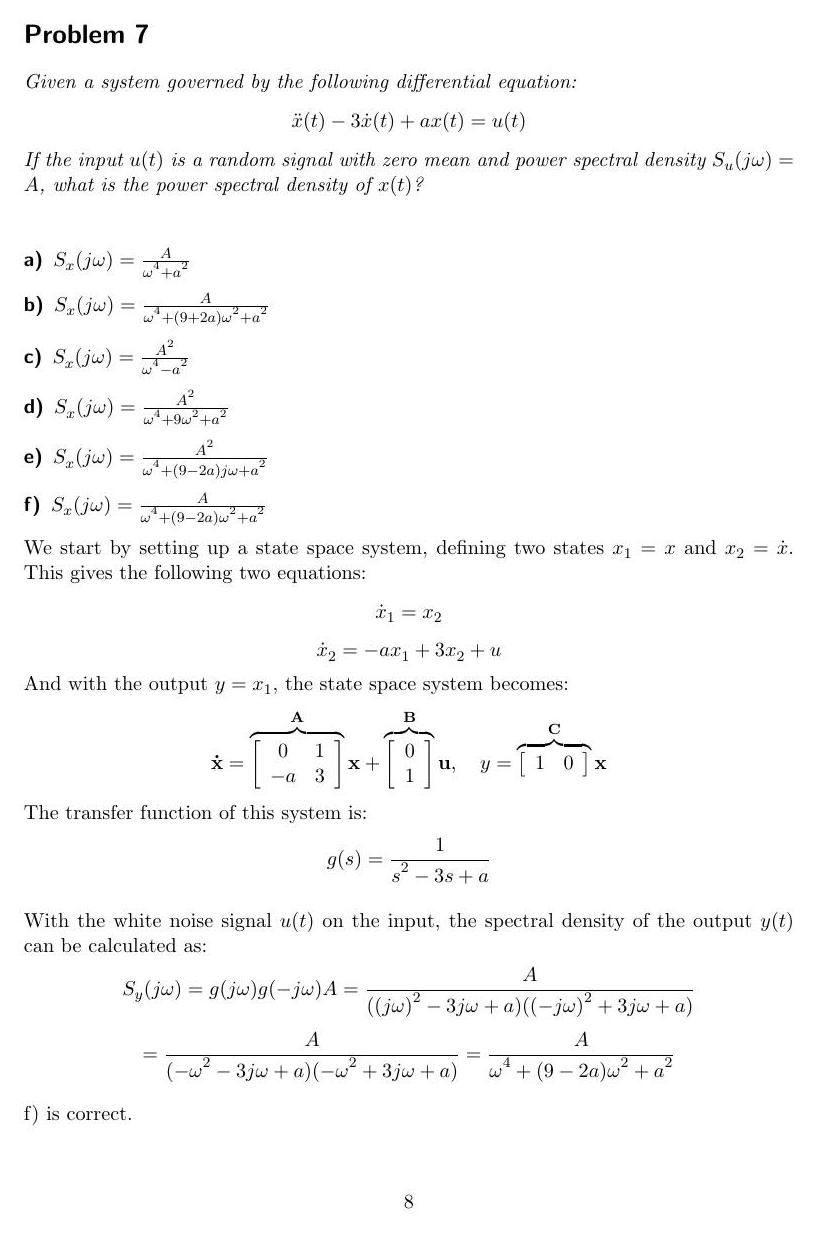 Problem 7
Given a system governed by the following differential equation:
ẍ(t) − 3ẋ(t) + ax(t) = u(t)
If the input u(t) is a random signal with zero mean and power spectral density S_u(jω) =
A, what is the power spectral density of x(t)?
a) S_x(jω) = A / (ω^4 + a^2)
b) S_x(jω) = A / (ω^4 + (9+2a)ω^2 + a^2)
c) S_x(jω) = A^2 / (ω^4 − a^2)
d) S_x(jω) = A^2 / (ω^4 + 9ω^2 + a^2)
e) S_x(jω) = A^2 / (ω^4 + (9−2a)jω + a^2)
f) S_x(jω) = A / (ω^4 + (9−2a)ω^2 + a^2)
We start by setting up a state space system, defining two states x_1 = x and x_2 = ẋ.
This gives the following two equations:
ẋ_1 = x_2
ẋ_2 = −ax_1 + 3x_2 + u
And with the output y = x_1, the state space system becomes:
A B C
ẋ = [ 0 1 ; −a 3 ] x + [ 0 ; 1 ] u, y = [ 1 0 ] x
The transfer function of this system is:
g(s) = 1 / (s^2 − 3s + a)
With the white noise signal u(t) on the input, the spectral density of the output y(t)
can be calculated as:
S_y(jω) = g(jω)g(−jω)A = A / (((jω)^2 − 3jω + a)((−jω)^2 + 3jω + a))
= A / ((−ω^2 − 3jω + a)(−ω^2 + 3jω + a)) = A / (ω^4 + (9 − 2a)ω^2 + a^2)
f) is correct.
8